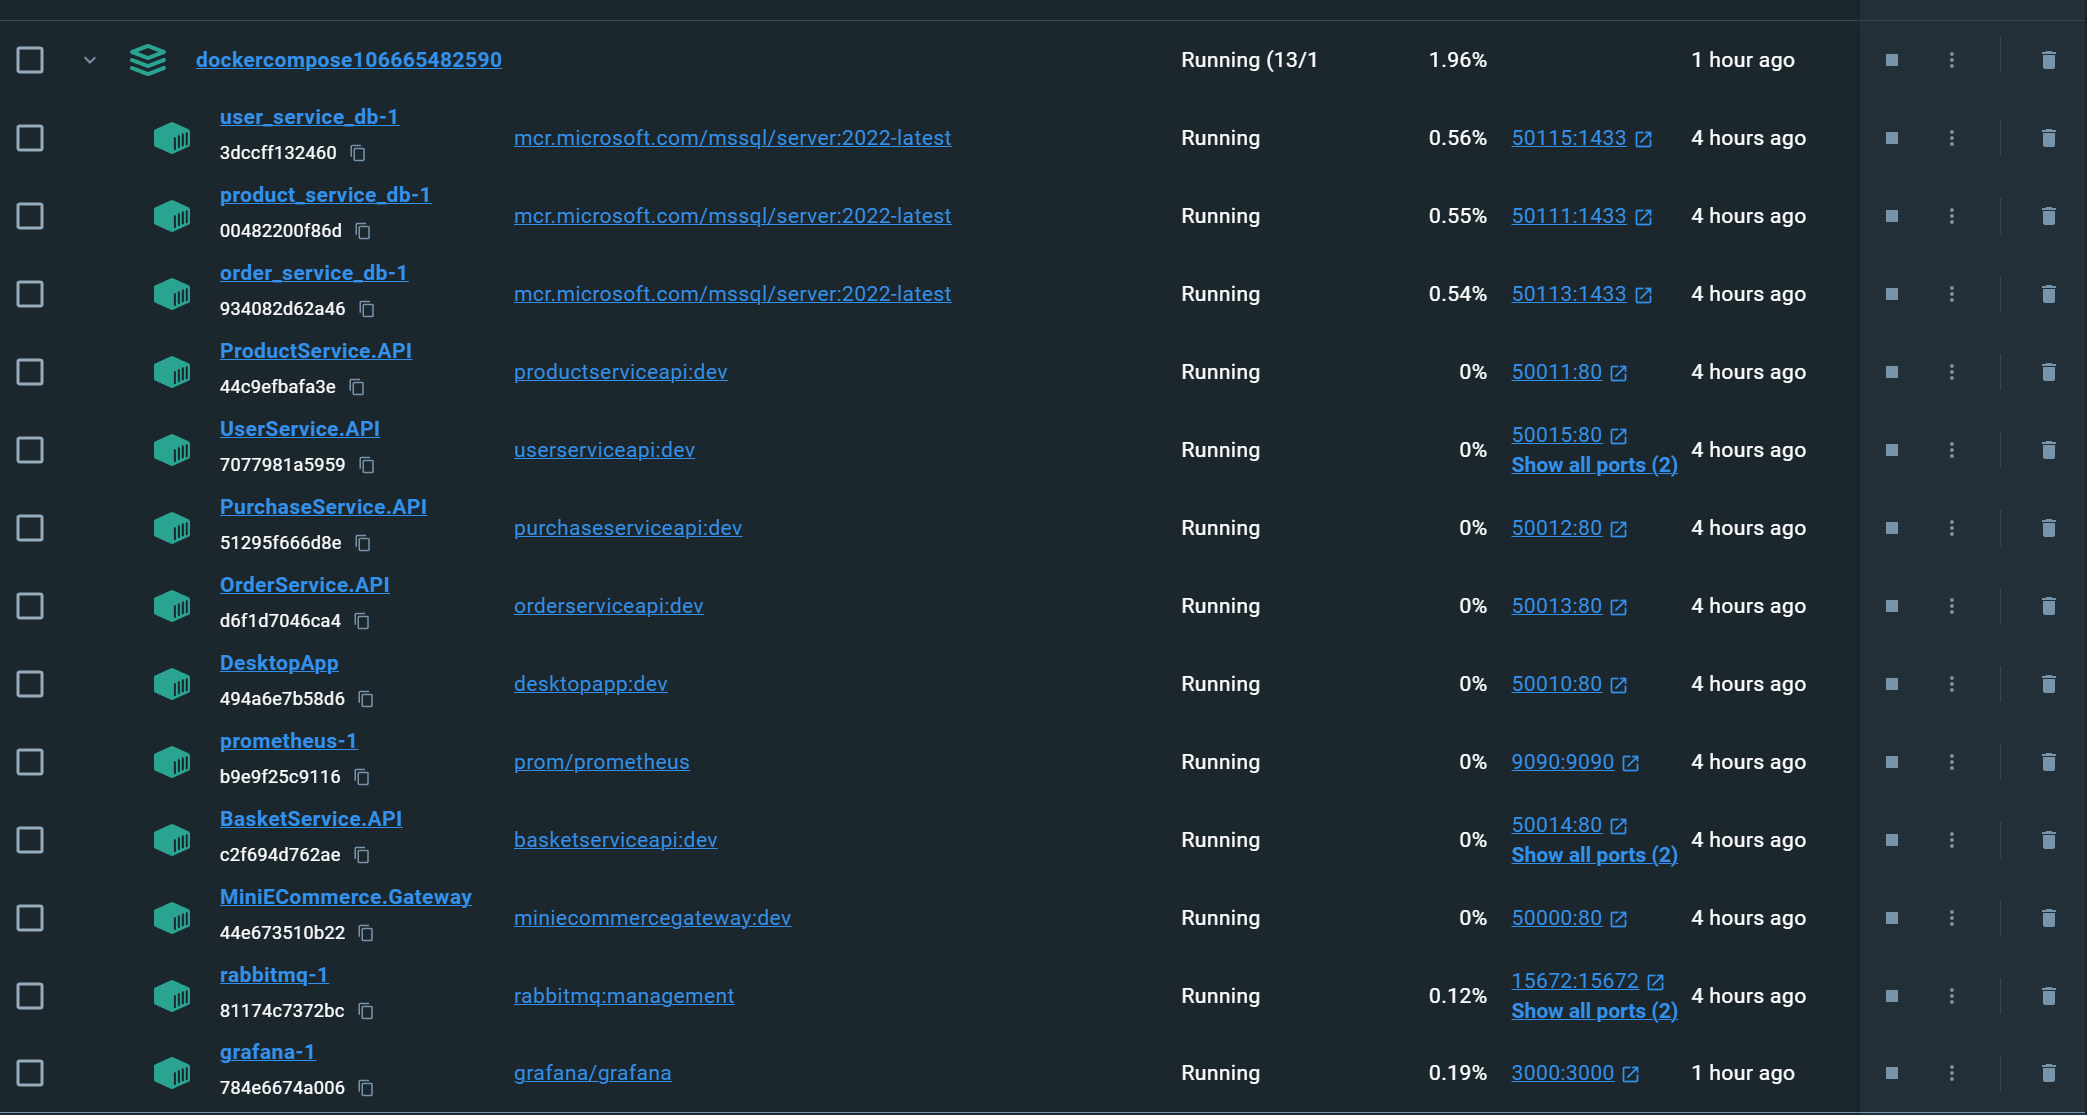 dockercompose106665482590 Running (13/1 1.96% 1 hour ago
user_service_db-1
3dccff132460 mcr.microsoft.com/mssql/server:2022-latest Running 0.56% 50115:1433 4 hours ago
product_service_db-1
00482200f86d mcr.microsoft.com/mssql/server:2022-latest Running 0.55% 50111:1433 4 hours ago
order_service_db-1
934082d62a46 mcr.microsoft.com/mssql/server:2022-latest Running 0.54% 50113:1433 4 hours ago
ProductService.API
44c9efbafa3e productserviceapi:dev Running 0% 50011:80 4 hours ago
UserService.API
7077981a5959 userserviceapi:dev Running 0% 50015:80 4 hours ago
Show all ports (2)
PurchaseService.API
51295f666d8e purchaseserviceapi:dev Running 0% 50012:80 4 hours ago
OrderService.API
d6f1d7046ca4 orderserviceapi:dev Running 0% 50013:80 4 hours ago
DesktopApp
494a6e7b58d6 desktopapp:dev Running 0% 50010:80 4 hours ago
prometheus-1
b9e9f25c9116 prom/prometheus Running 0% 9090:9090 4 hours ago
BasketService.API
c2f694d762ae basketserviceapi:dev Running 0% 50014:80 4 hours ago
Show all ports (2)
MiniECommerce.Gateway
44e673510b22 miniecommercegateway:dev Running 0% 50000:80 4 hours ago
rabbitmq-1
81174c7372bc rabbitmq:management Running 0.12% 15672:15672 4 hours ago
Show all ports (2)
grafana-1
784e6674a006 grafana/grafana Running 0.19% 3000:3000 1 hour ago